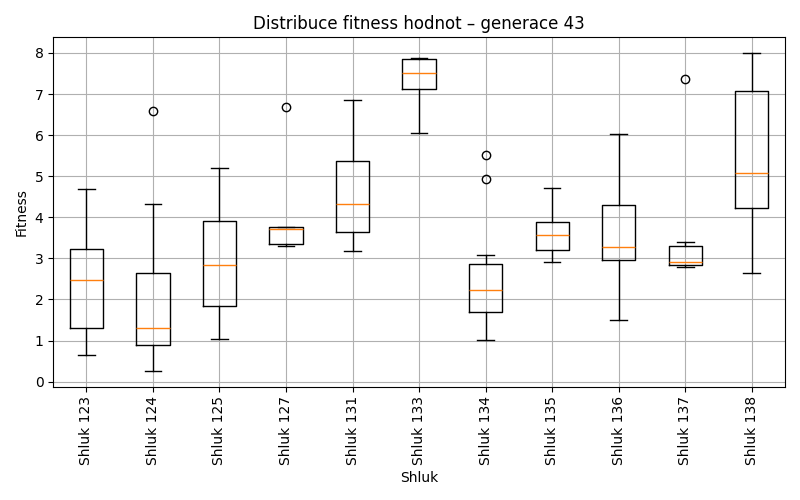 Distribuce fitness hodnot – generace 43
8
7
6
5
4
3
2
1
0
Fitness
Shluk 123
Shluk 124
Shluk 125
Shluk 127
Shluk 131
Shluk 133
Shluk 134
Shluk 135
Shluk 136
Shluk 137
Shluk 138
Shluk